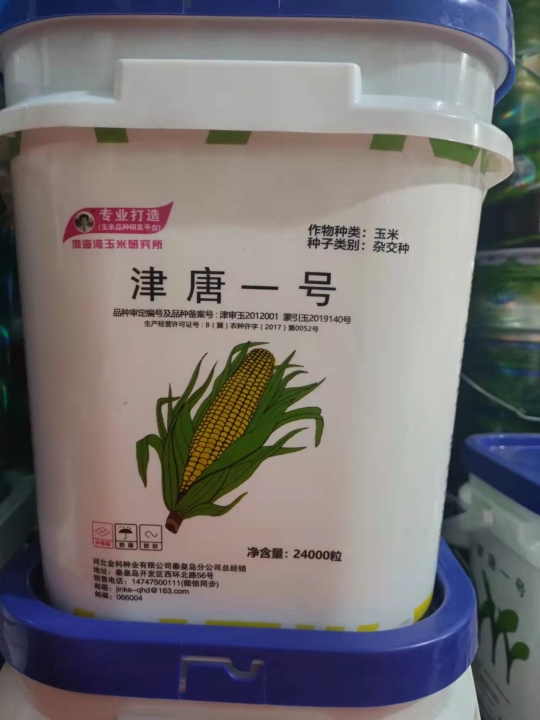 专业打造
(玉米品种研发平台)
渤海湾玉米研究所
作物种类：玉米
种子类别：杂交种
津唐一号
品种审定编号及品种备案号：津审玉2012001 蒙引玉2019140号
生产经营许可证号：B（冀）农种许字（2017）第0052号
净含量：24000粒
河北金科种业有限公司秦皇岛分公司总经销
地址：秦皇岛开发区西环北路56号
销售电话：14747500111(微信同步)
邮箱：jinke-qhd@163.com
邮编：066004
一号